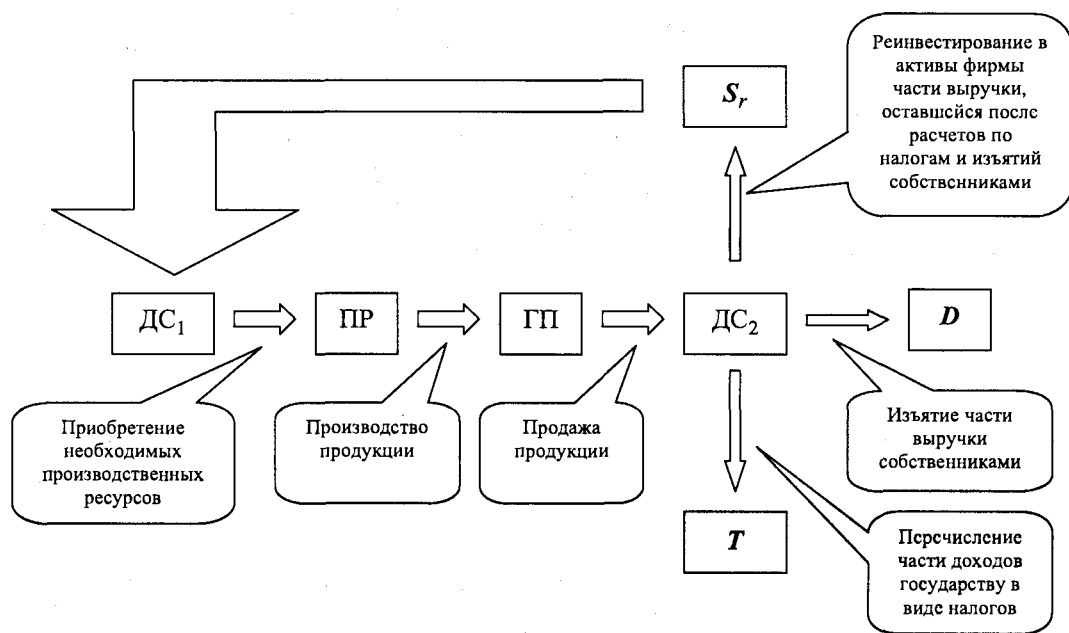 Реинвестирование в
активы фирмы
части выручки,
оставшейся после
расчетов по
налогам и изъятий
собственниками
S_r
ДС₁
ПР
ГП
ДС₂
D
Приобретение
необходимых
производственных
ресурсов
Производство
продукции
Продажа
продукции
Изъятие части
выручки
собственниками
T
Перечисление
части доходов
государству в
виде налогов